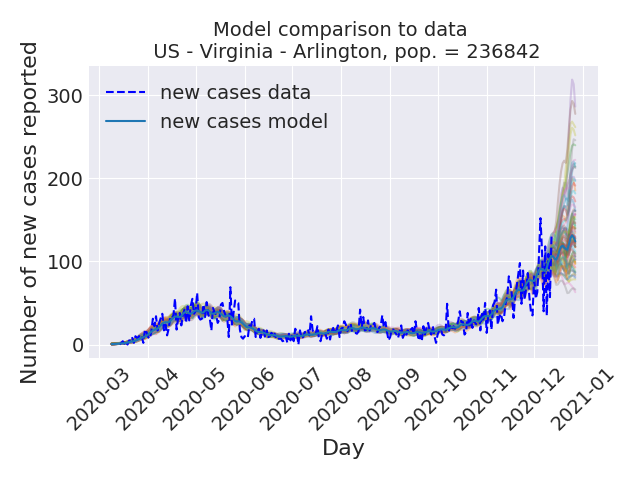 Model comparison to data
US - Virginia - Arlington, pop. = 236842
Number of new cases reported
300
200
100
0
new cases data
new cases model
2020-03
2020-04
2020-05
2020-06
2020-07
2020-08
2020-09
2020-10
2020-11
2020-12
2021-01
Day